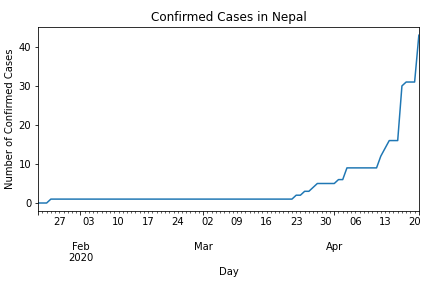 Confirmed Cases in Nepal
Number of Confirmed Cases
40
30
20
10
0
27 03 10 17 24 02 09 16 23 30 06 13 20
Feb Mar Apr
2020
Day